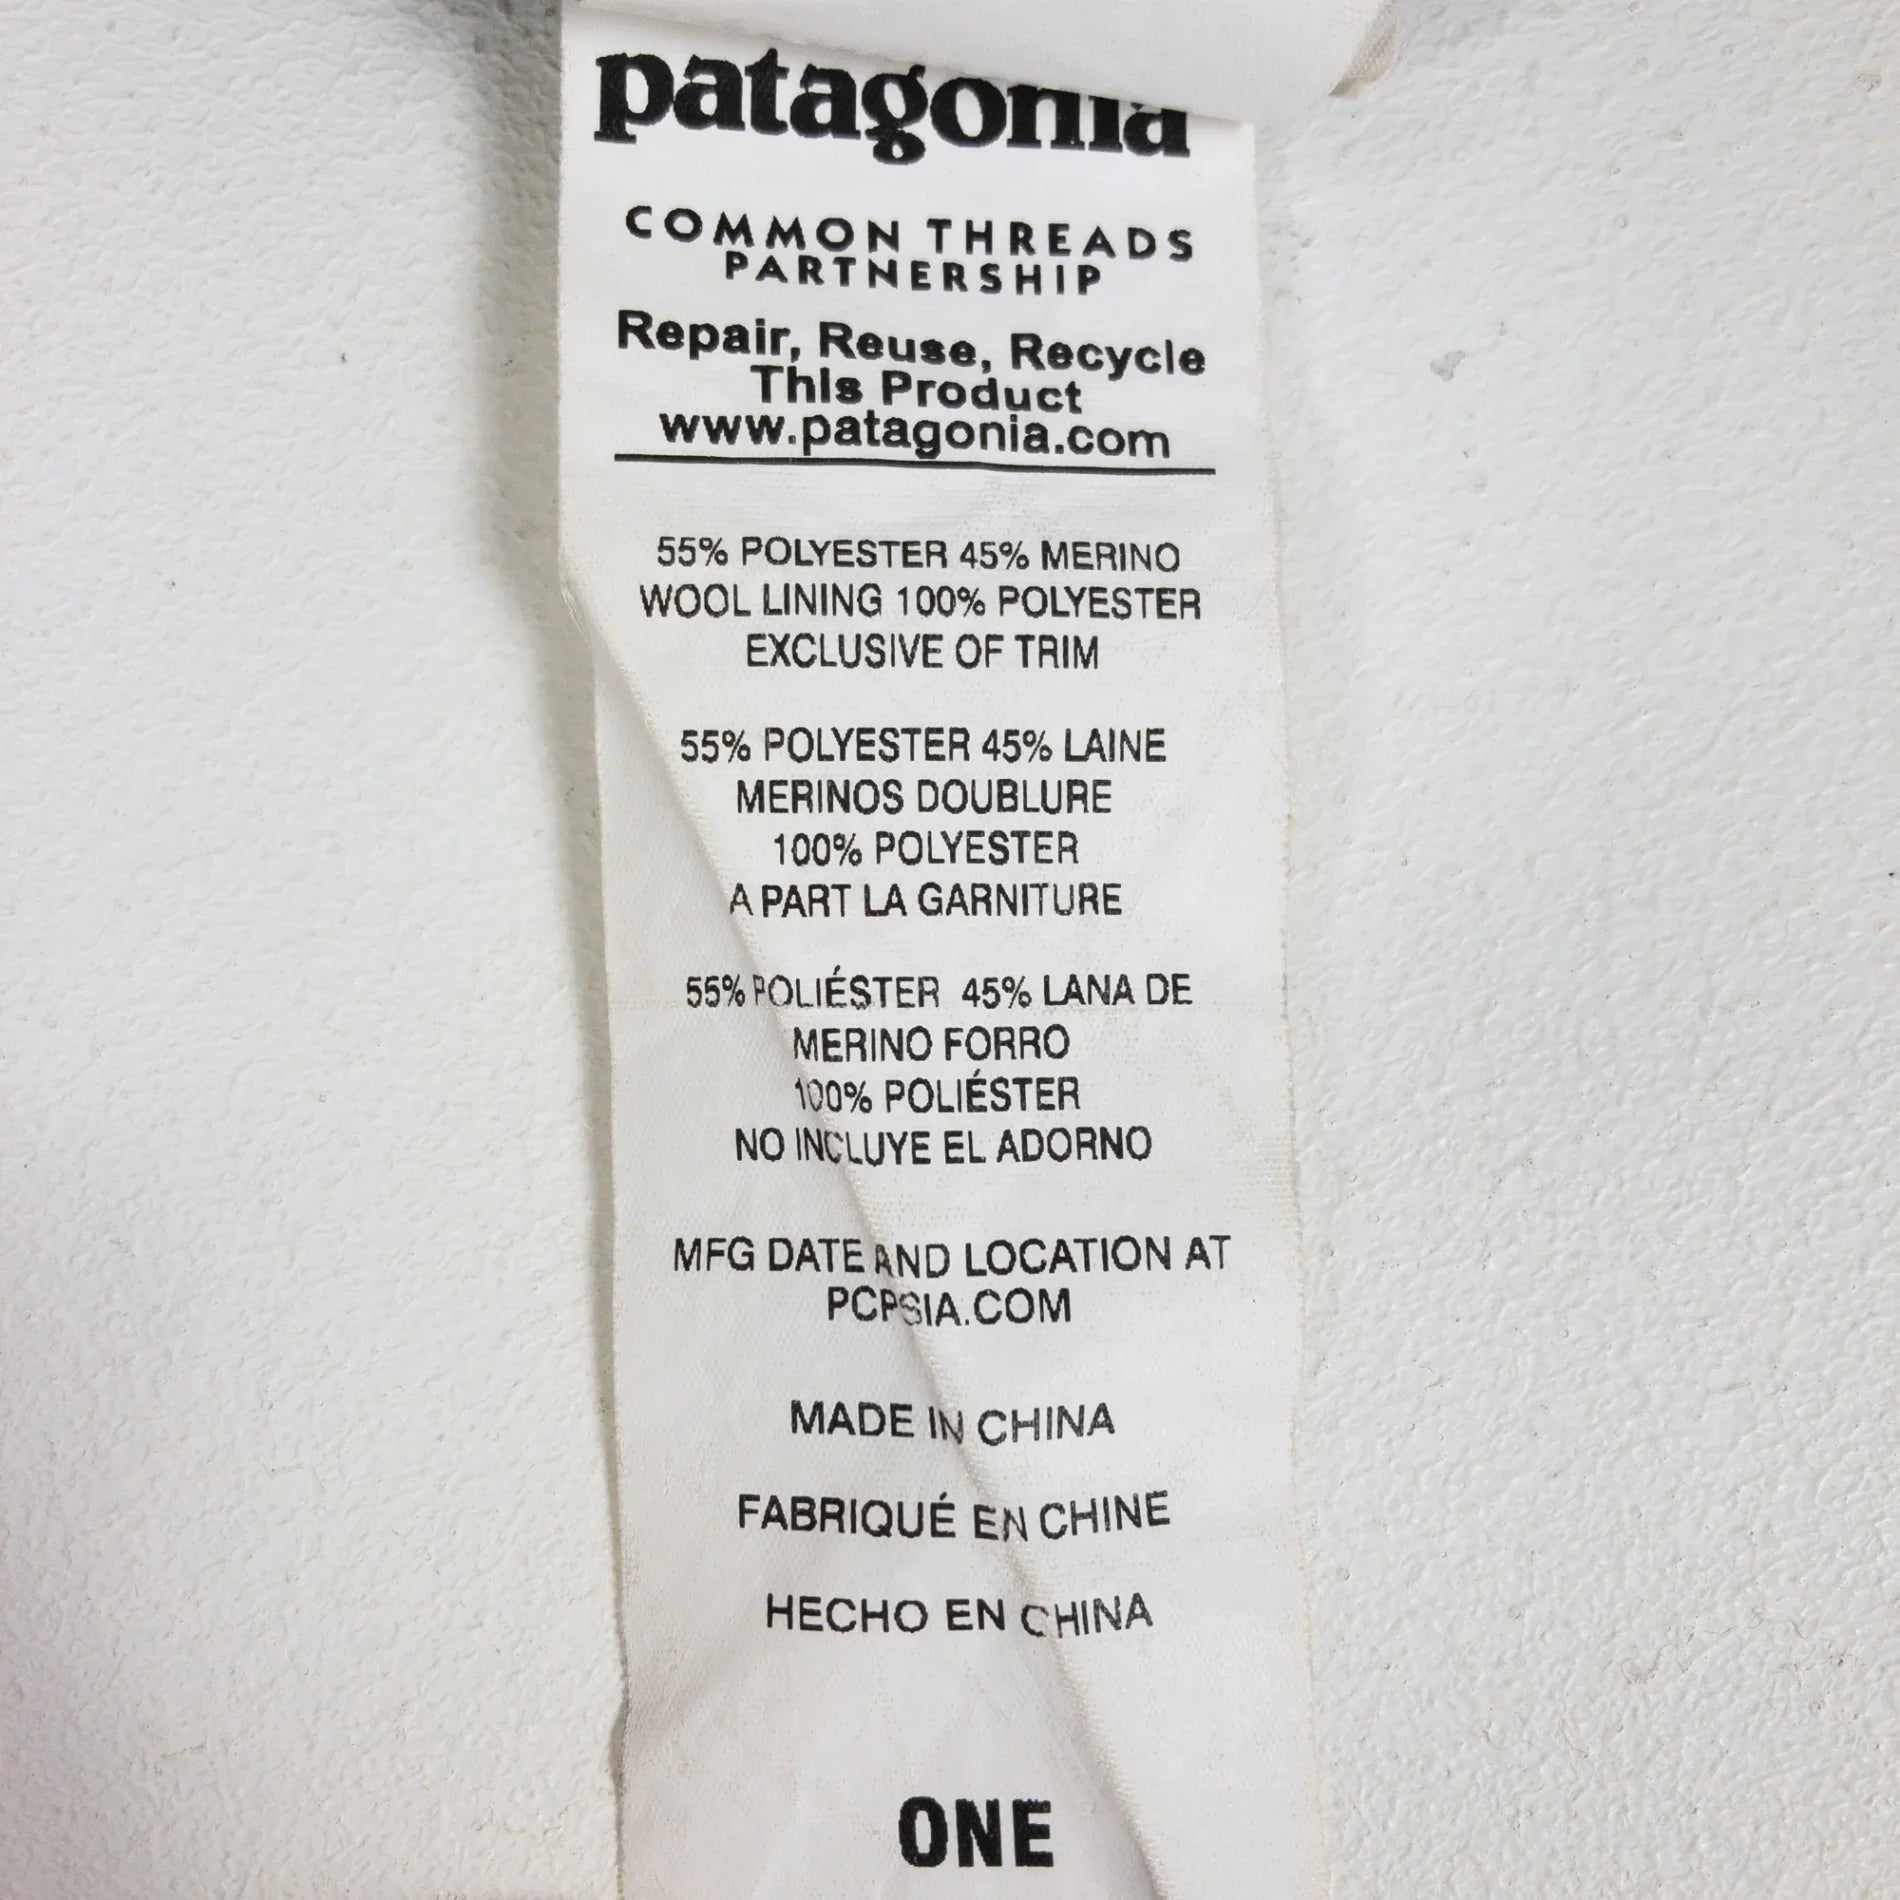 patagonia
COMMON THREADS
PARTNERSHIP
Repair, Reuse, Recycle
This Product
www.patagonia.com
55% POLYESTER 45% MERINO
WOOL LINING 100% POLYESTER
EXCLUSIVE OF TRIM
55% POLYESTER 45% LAINE
MERINOS DOUBLURE
100% POLYESTER
A PART LA GARNITURE
55% POLIÉSTER 45% LANA DE
MERINO FORRO
100% POLIÉSTER
NO INCLUYE EL ADORNO
MFG DATE AND LOCATION AT
PCPSIA.COM
MADE IN CHINA
FABRIQUÉ EN CHINE
HECHO EN CHINA
ONE